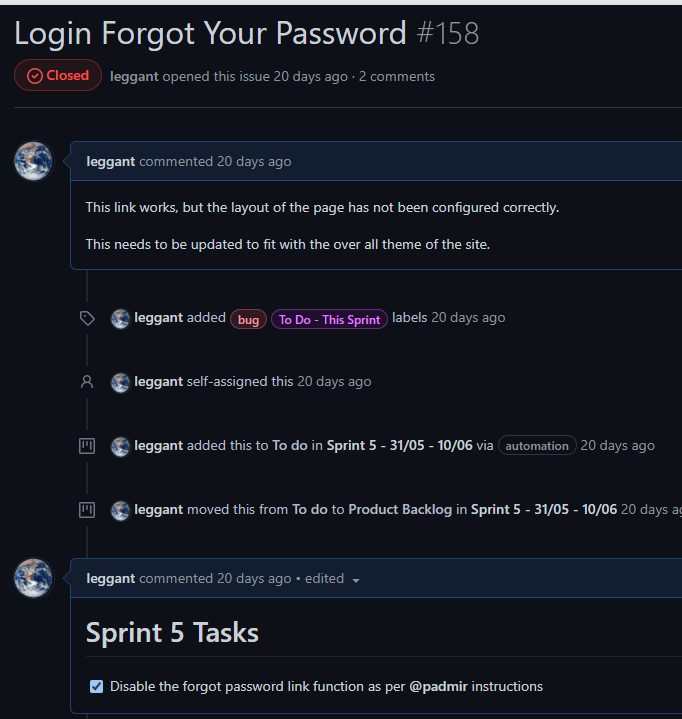 Login Forgot Your Password #158
Closed leggant opened this issue 20 days ago · 2 comments
leggant commented 20 days ago
This link works, but the layout of the page has not been configured correctly.
This needs to be updated to fit with the over all theme of the site.
leggant added bug To Do - This Sprint labels 20 days ago
leggant self-assigned this 20 days ago
leggant added this to To do in Sprint 5 - 31/05 - 10/06 via automation 20 days ago
leggant moved this from To do to Product Backlog in Sprint 5 - 31/05 - 10/06 20 days
leggant commented 20 days ago • edited
Sprint 5 Tasks
Disable the forgot password link function as per @padmir instructions